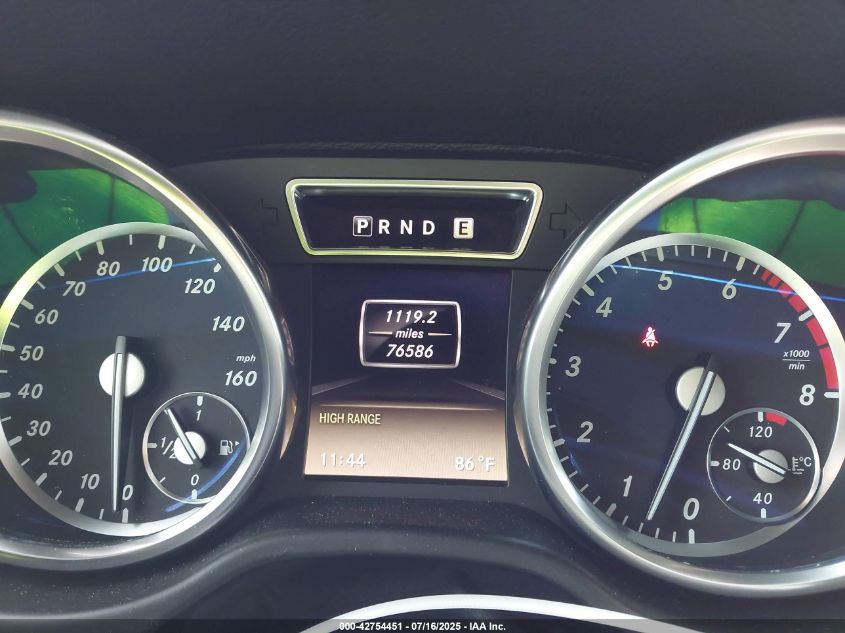 P R N D E
1119.2
miles
76586
HIGH RANGE
11:44 86°F
0 10 20 30 40 50 60 70 80 100 120 140 160
mph
0 1/2 1
0 1 2 3 4 5 6 7 8
x1000
min
40 80 120
°C
000-42754451 - 07/16/2025 - IAA Inc.